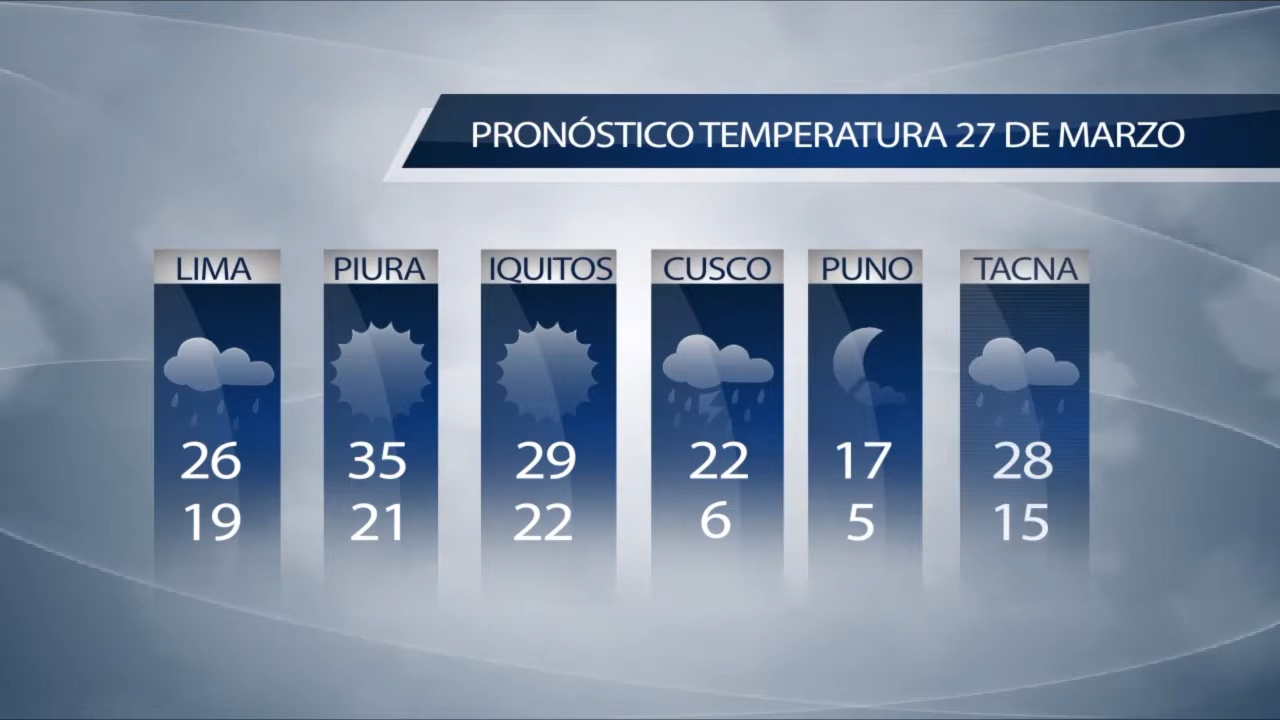 PRONÓSTICO TEMPERATURA 27 DE MARZO
LIMA PIURA IQUITOS CUSCO PUNO TACNA
26 35 29 22 17 28
19 21 22 6 5 15